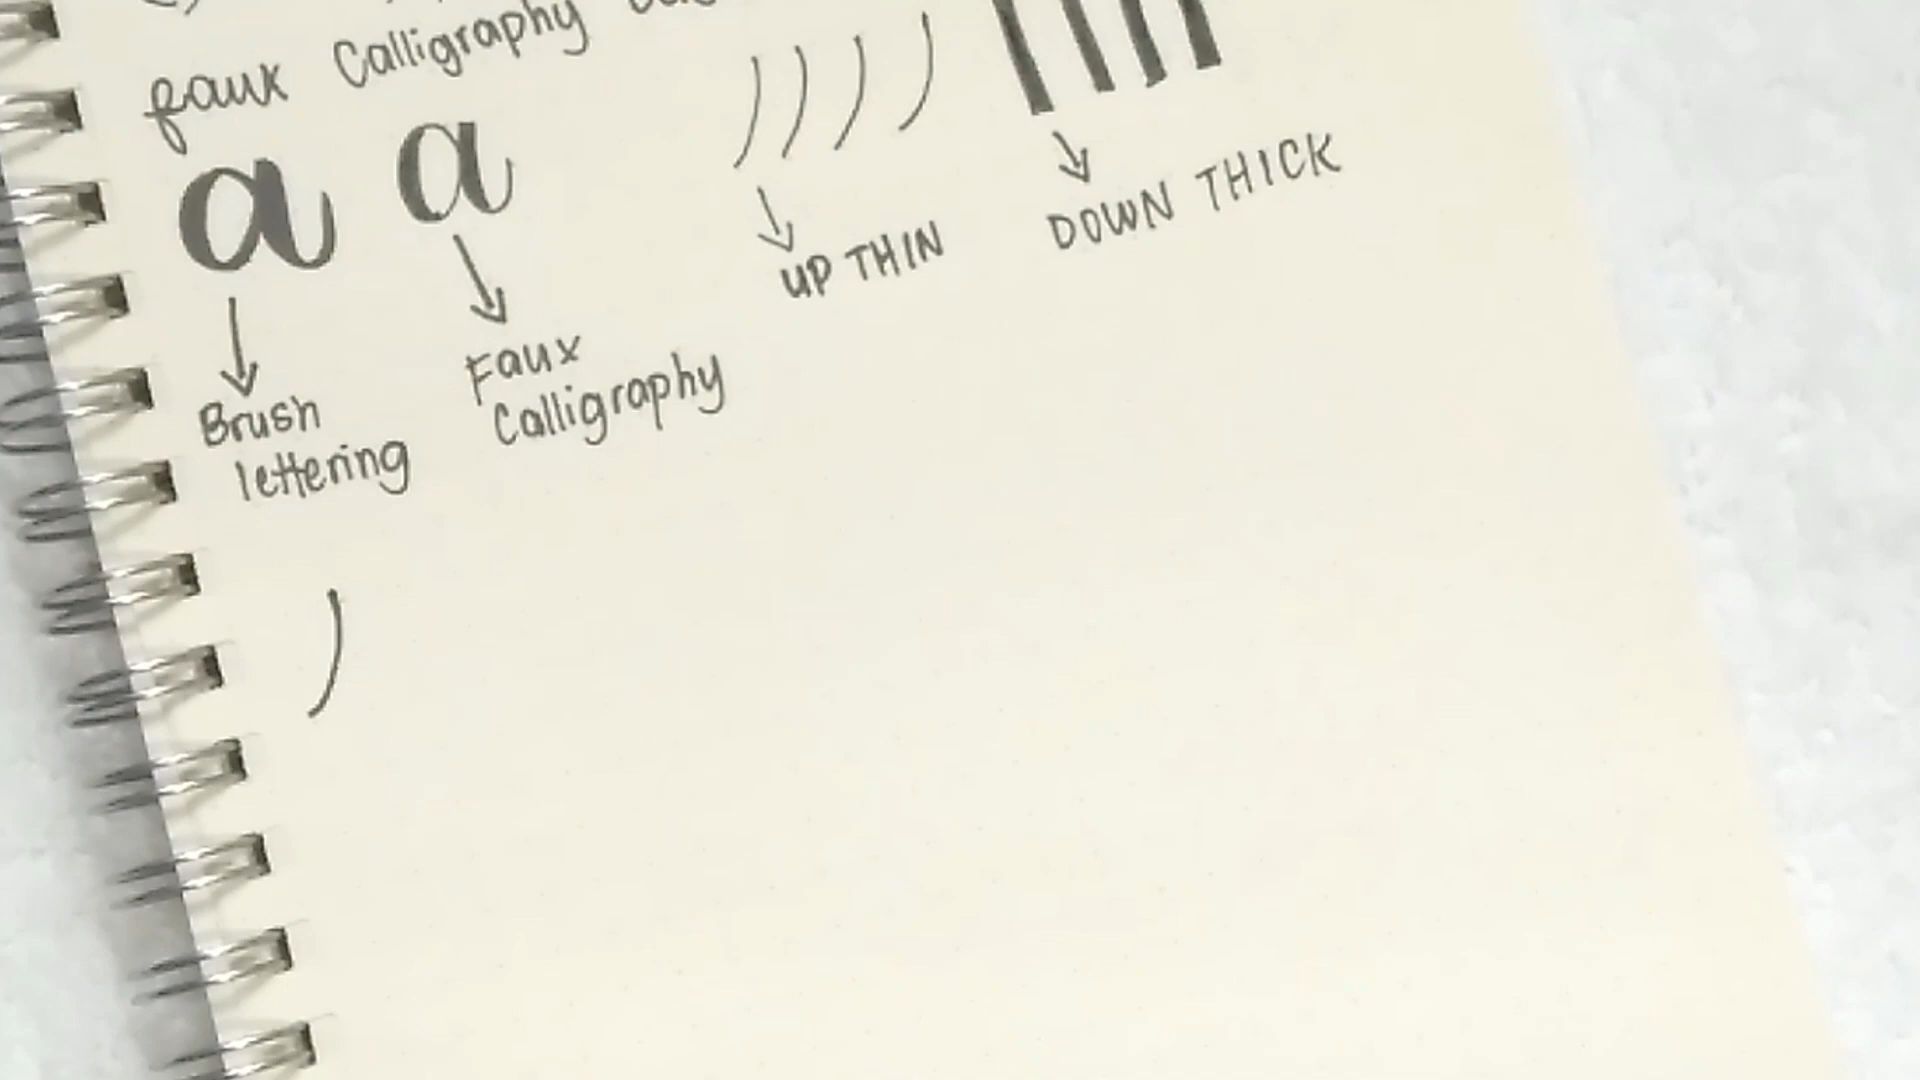 faux Calligraphy
a a
UP THIN
DOWN THICK
Brush
lettering
Faux
Calligraphy